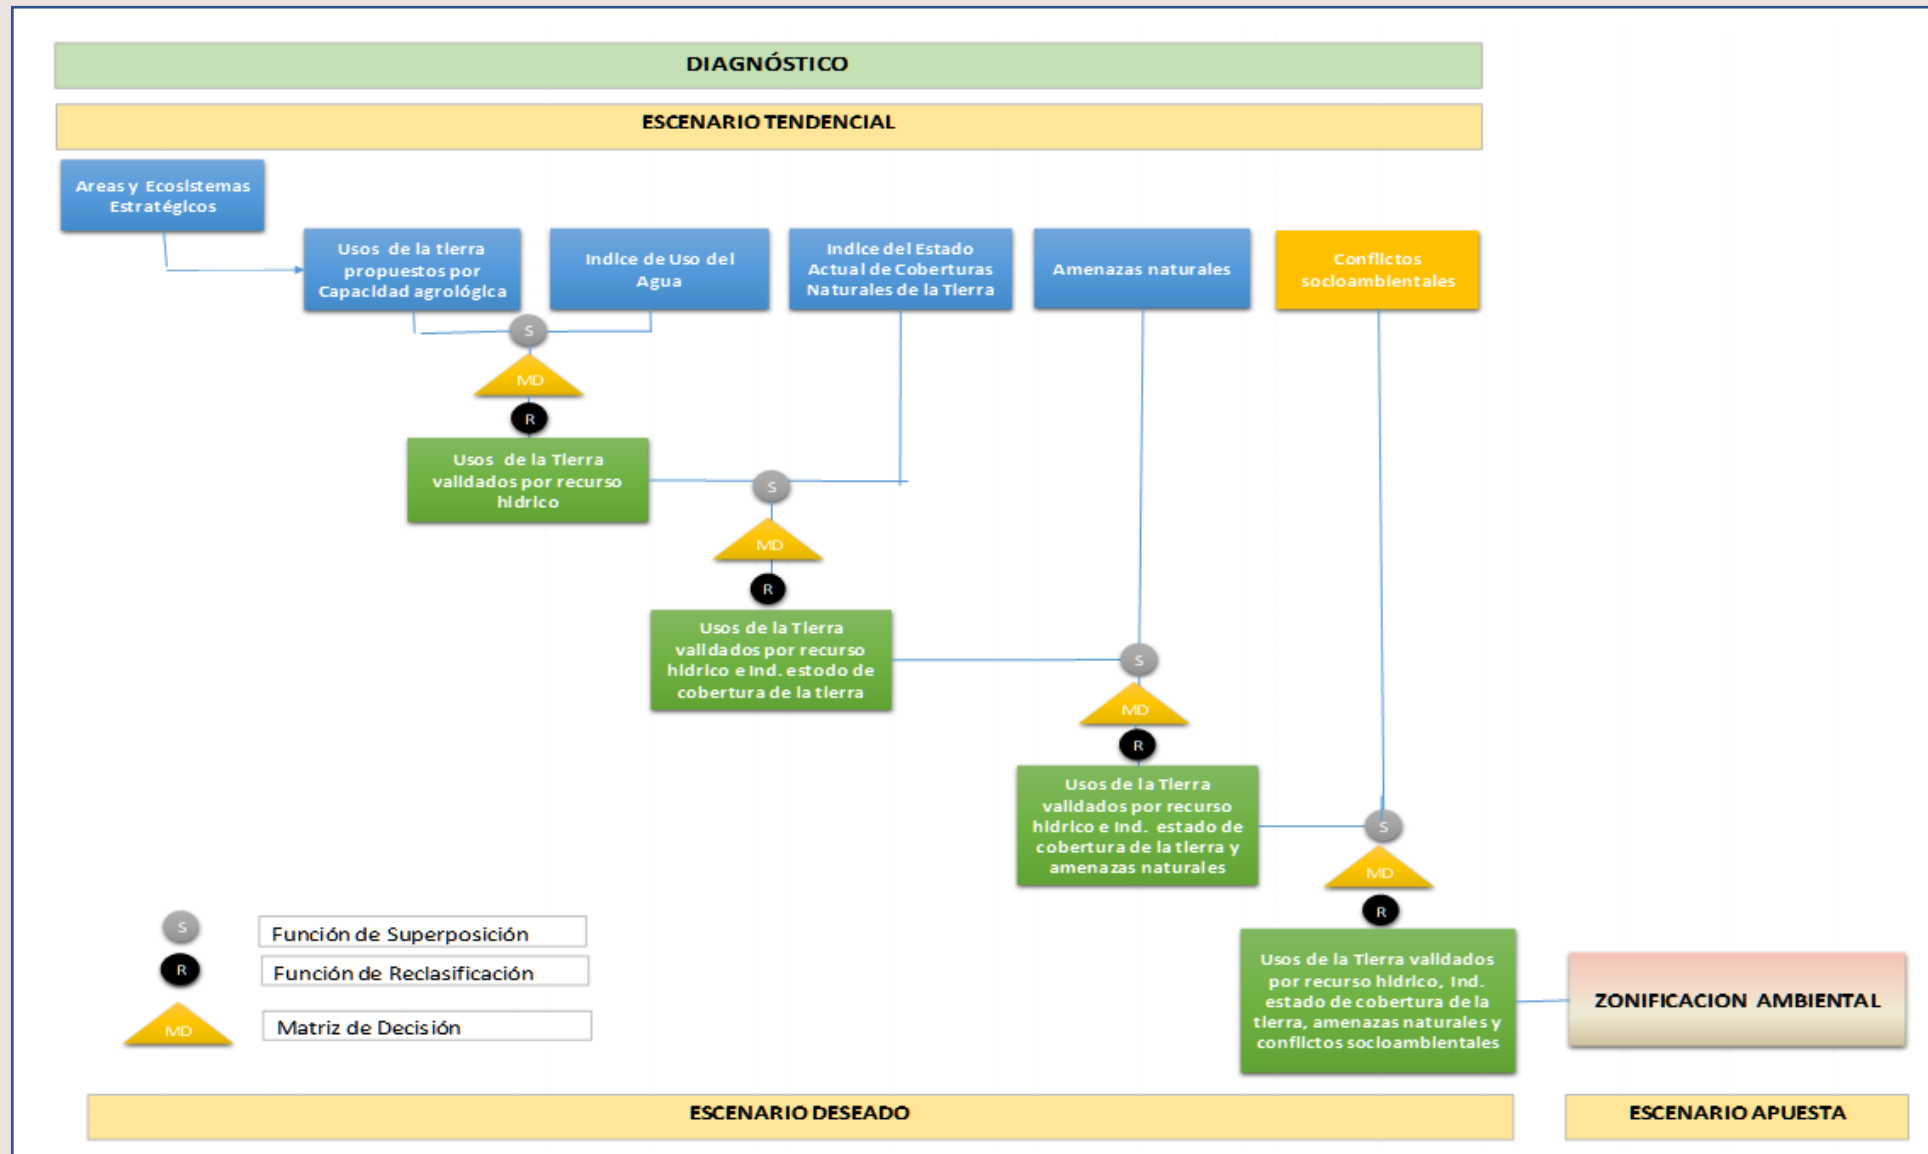 DIAGNÓSTICO
ESCENARIO TENDENCIAL
Areas y Ecosistemas
Estratégicos
Usos de la tierra
propuestos por
Capacidad agrológica
Indice de Uso del
Agua
Indice del Estado
Actual de Coberturas
Naturales de la Tierra
Amenazas naturales
Conflictos
socioambientales
S
MD
R
Usos de la Tierra
validados por recurso
hidrico
S
MD
R
Usos de la Tierra
validados por recurso
hidrico e Ind. estodo de
cobertura de la tierra
S
MD
R
Usos de la Tierra
validados por recurso
hidrico e Ind. estado de
cobertura de la tierra y
amenazas naturales
S
MD
R
Usos de la Tierra validados
por recurso hidrico, Ind.
estado de cobertura de la
tierra, amenazas naturales y
conflictos socioambientales
ZONIFICACION AMBIENTAL
S
Función de Superposición
R
Función de Reclasificación
MD
Matriz de Decisión
ESCENARIO DESEADO
ESCENARIO APUESTA